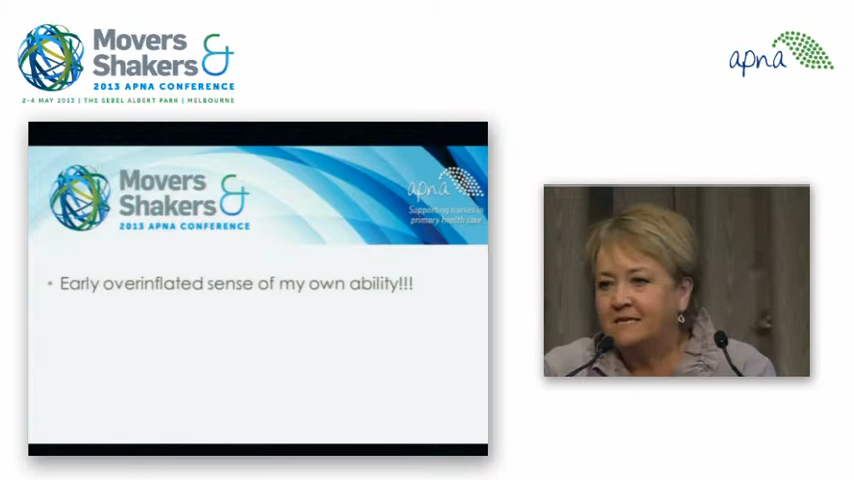 Movers &
Shakers
2013 APNA CONFERENCE
2-4 MAY 2013 | THE SEBEL ALBERT PARK | MELBOURNE
apna
Movers &
Shakers
2013 APNA CONFERENCE
apna
Supporting nurses in
primary health care
• Early overinflated sense of my own ability!!!